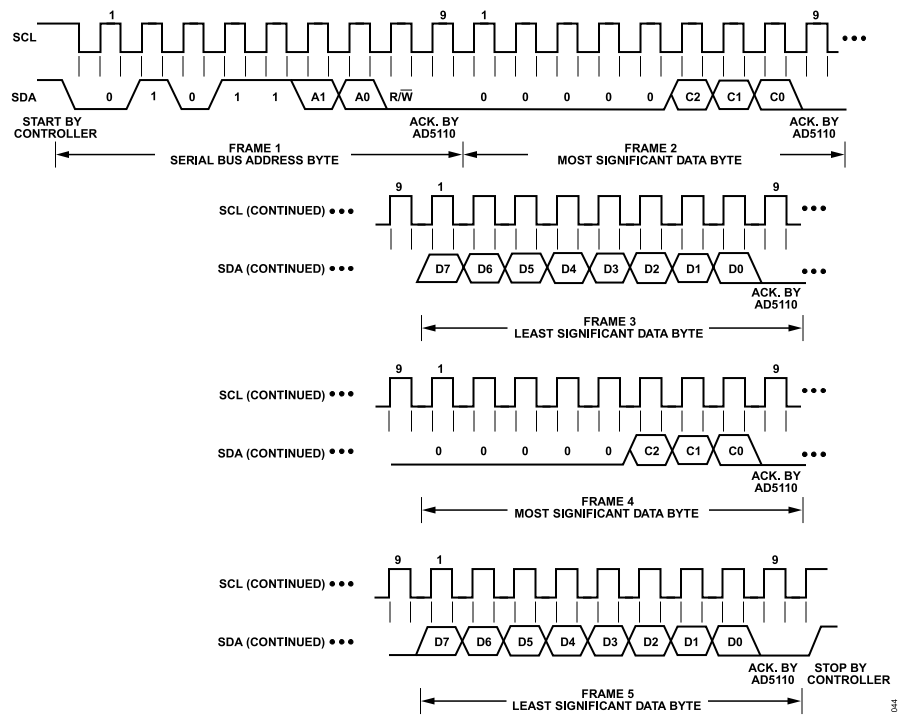 1 9 1 9
SCL
SDA 0 1 0 1 1 A1 A0 R/W̅ 0 0 0 0 0 C2 C1 C0
START BY
CONTROLLER
ACK. BY
AD5110
ACK. BY
AD5110
FRAME 1
SERIAL BUS ADDRESS BYTE
FRAME 2
MOST SIGNIFICANT DATA BYTE
9 1 9
SCL (CONTINUED)
SDA (CONTINUED) D7 D6 D5 D4 D3 D2 D1 D0
ACK. BY
AD5110
FRAME 3
LEAST SIGNIFICANT DATA BYTE
9 1 9
SCL (CONTINUED)
SDA (CONTINUED) 0 0 0 0 0 C2 C1 C0
ACK. BY
AD5110
FRAME 4
MOST SIGNIFICANT DATA BYTE
9 1 9
SCL (CONTINUED)
SDA (CONTINUED) D7 D6 D5 D4 D3 D2 D1 D0
ACK. BY
AD5110
STOP BY
CONTROLLER
FRAME 5
LEAST SIGNIFICANT DATA BYTE
044